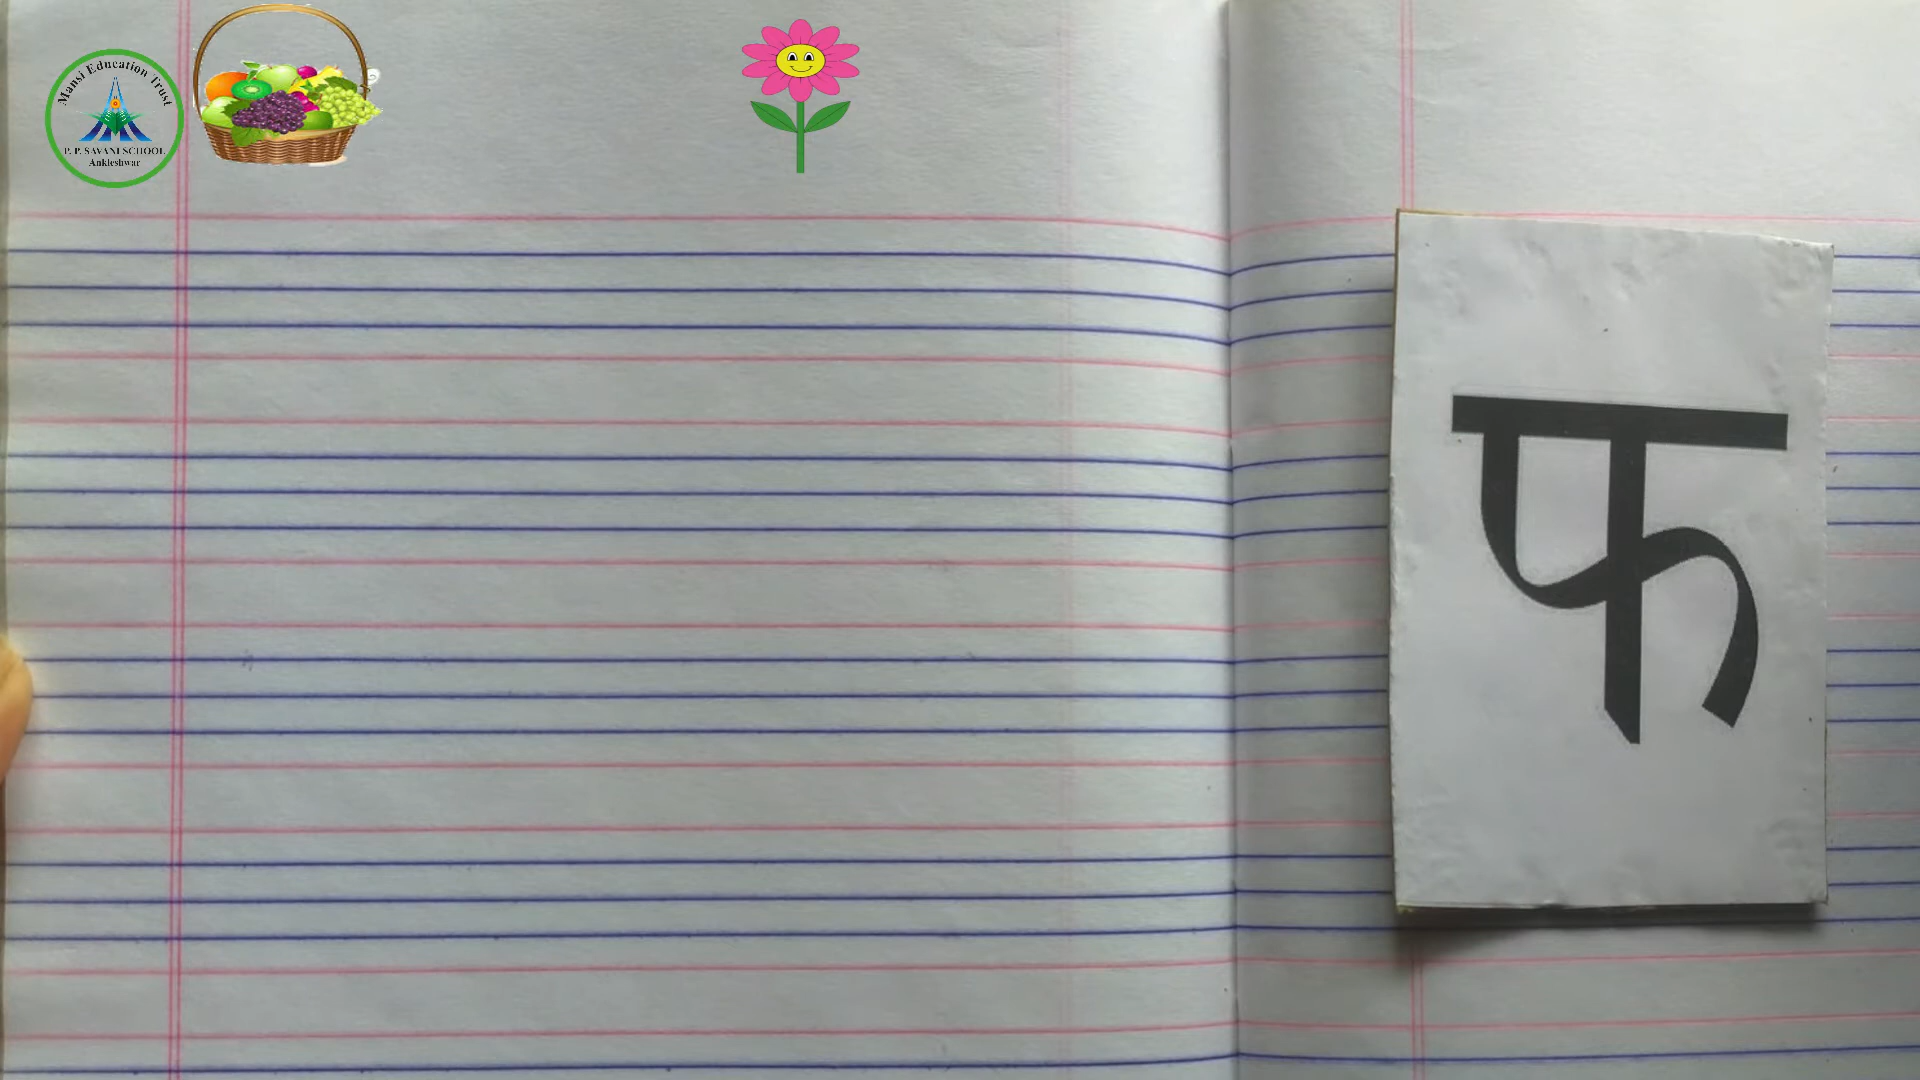 Mansi Education Trust
P. P. SAVANI SCHOOL
Ankleshwar
फ